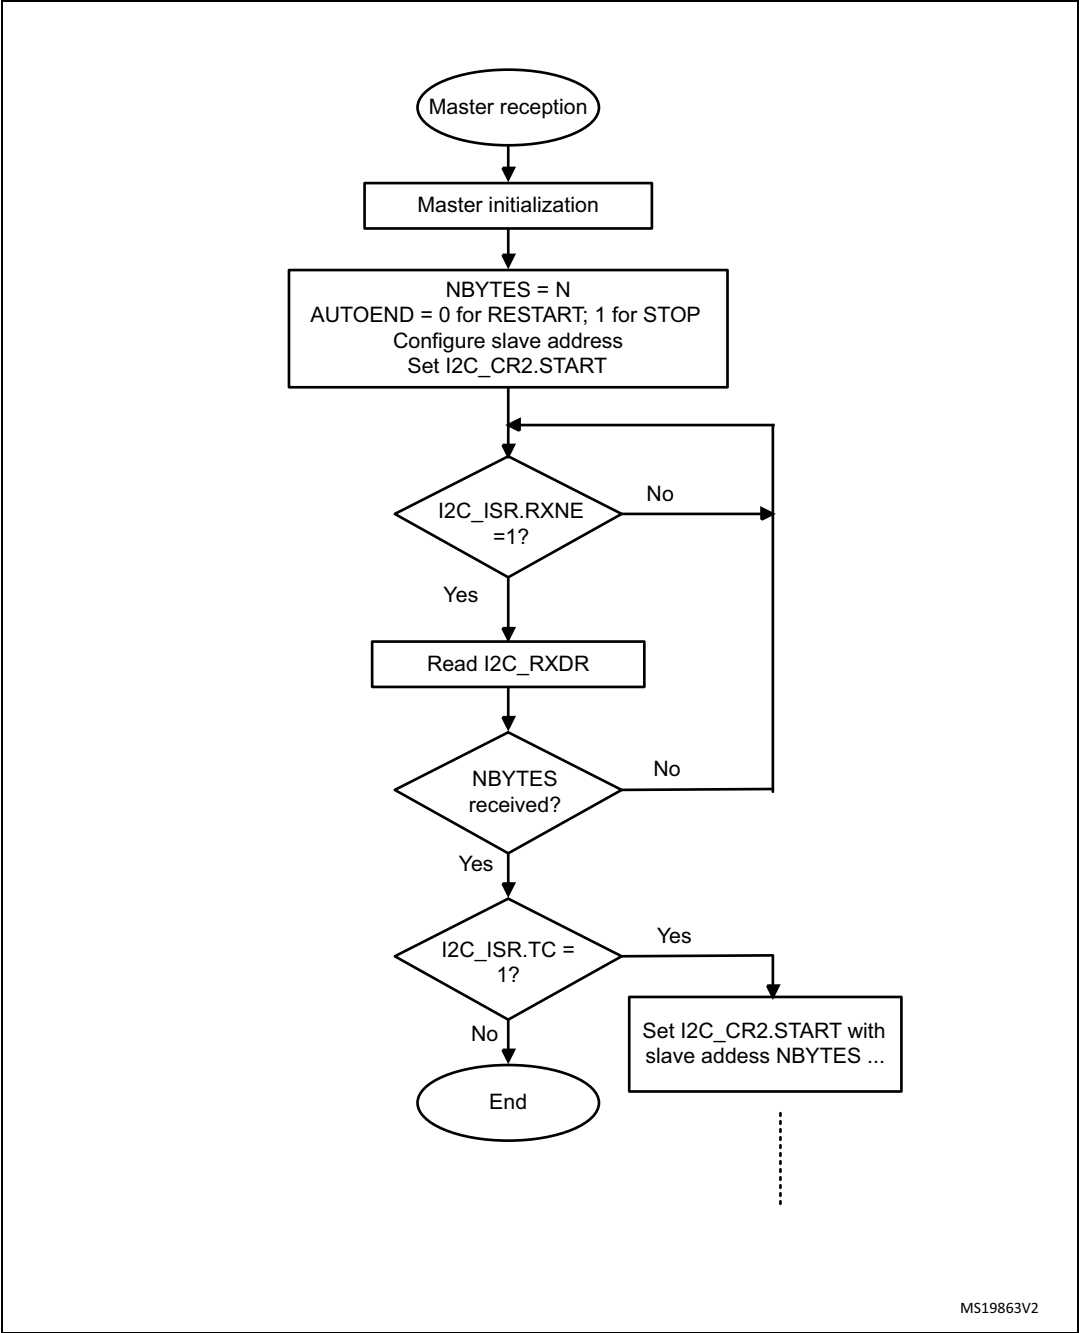 Master reception
Master initialization
NBYTES = N
AUTOEND = 0 for RESTART; 1 for STOP
Configure slave address
Set I2C_CR2.START
I2C_ISR.RXNE
=1?
No
Yes
Read I2C_RXDR
NBYTES
received?
No
Yes
I2C_ISR.TC =
1?
Yes
No
Set I2C_CR2.START with
slave addess NBYTES ...
End
MS19863V2